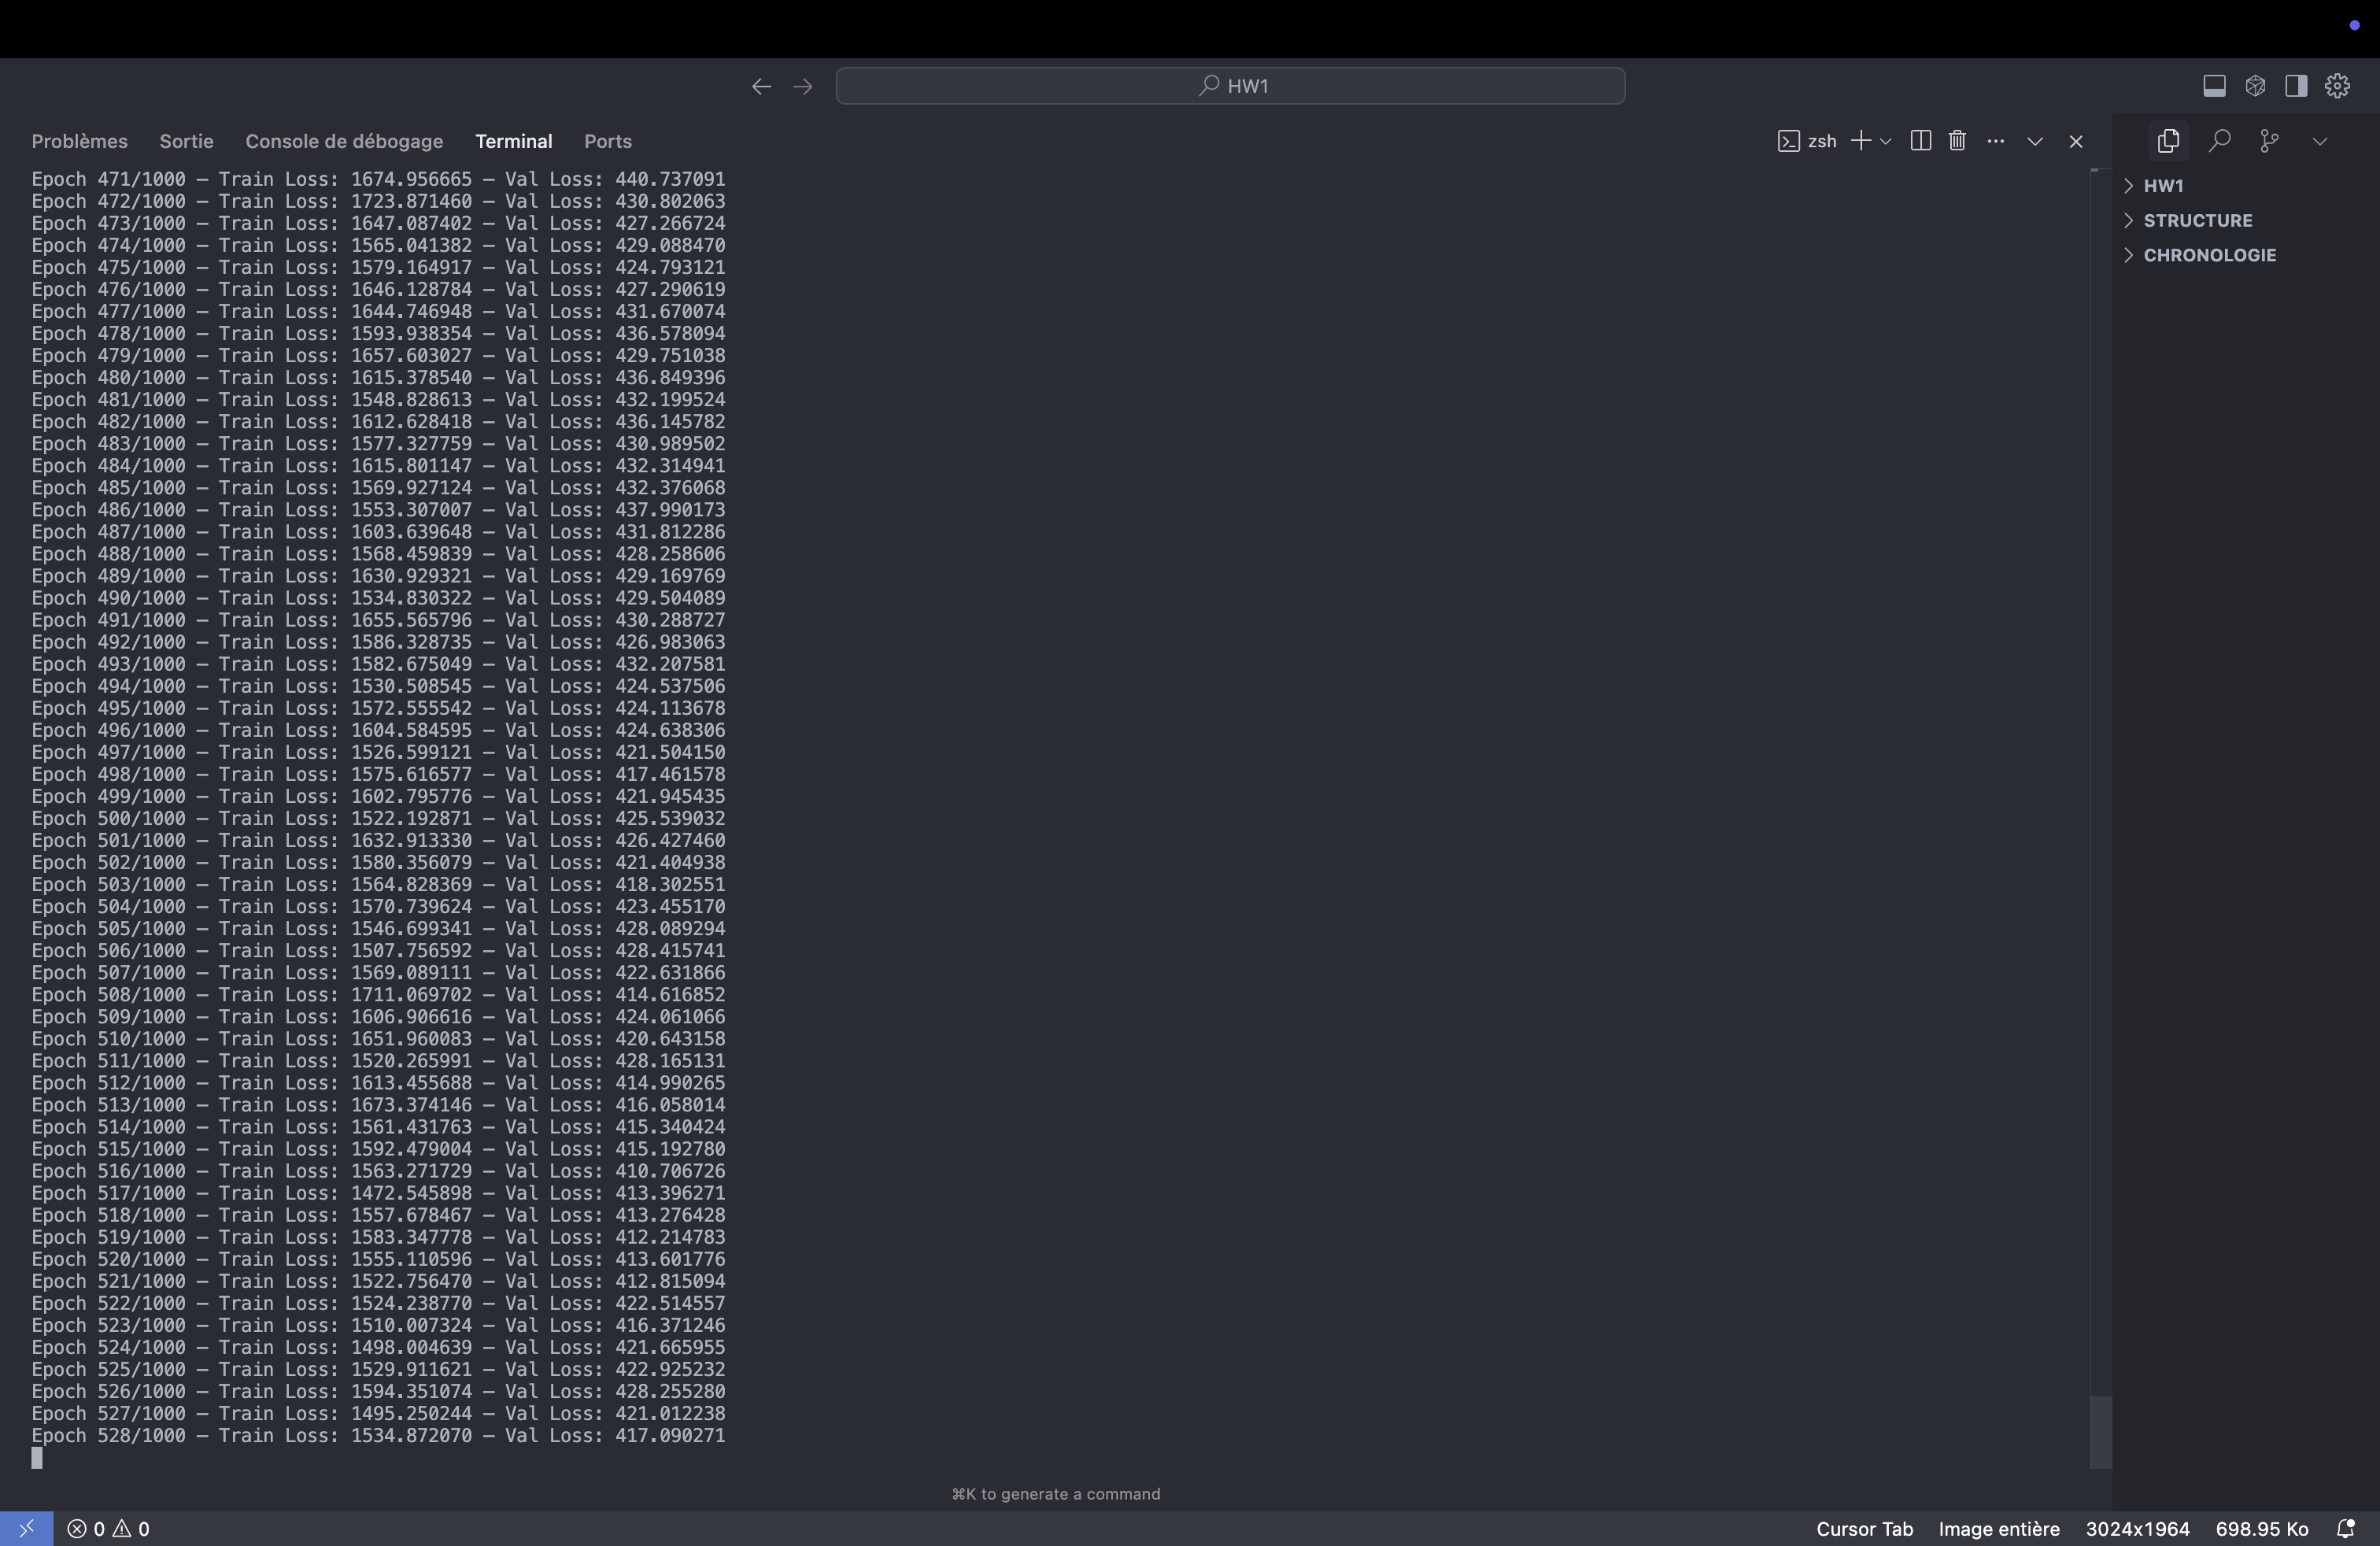 HW1
Problèmes Sortie Console de débogage Terminal Ports
zsh
Epoch 471/1000 — Train Loss: 1674.956665 — Val Loss: 440.737091
Epoch 472/1000 — Train Loss: 1723.871460 — Val Loss: 430.802063
Epoch 473/1000 — Train Loss: 1647.087402 — Val Loss: 427.266724
Epoch 474/1000 — Train Loss: 1565.041382 — Val Loss: 429.088470
Epoch 475/1000 — Train Loss: 1579.164917 — Val Loss: 424.793121
Epoch 476/1000 — Train Loss: 1646.128784 — Val Loss: 427.290619
Epoch 477/1000 — Train Loss: 1644.746948 — Val Loss: 431.670074
Epoch 478/1000 — Train Loss: 1593.938354 — Val Loss: 436.578094
Epoch 479/1000 — Train Loss: 1657.603027 — Val Loss: 429.751038
Epoch 480/1000 — Train Loss: 1615.378540 — Val Loss: 436.849396
Epoch 481/1000 — Train Loss: 1548.828613 — Val Loss: 432.199524
Epoch 482/1000 — Train Loss: 1612.628418 — Val Loss: 436.145782
Epoch 483/1000 — Train Loss: 1577.327759 — Val Loss: 430.989502
Epoch 484/1000 — Train Loss: 1615.801147 — Val Loss: 432.314941
Epoch 485/1000 — Train Loss: 1569.927124 — Val Loss: 432.376068
Epoch 486/1000 — Train Loss: 1553.307007 — Val Loss: 437.990173
Epoch 487/1000 — Train Loss: 1603.639648 — Val Loss: 431.812286
Epoch 488/1000 — Train Loss: 1568.459839 — Val Loss: 428.258606
Epoch 489/1000 — Train Loss: 1630.929321 — Val Loss: 429.169769
Epoch 490/1000 — Train Loss: 1534.830322 — Val Loss: 429.504089
Epoch 491/1000 — Train Loss: 1655.565796 — Val Loss: 430.288727
Epoch 492/1000 — Train Loss: 1586.328735 — Val Loss: 426.983063
Epoch 493/1000 — Train Loss: 1582.675049 — Val Loss: 432.207581
Epoch 494/1000 — Train Loss: 1530.508545 — Val Loss: 424.537506
Epoch 495/1000 — Train Loss: 1572.555542 — Val Loss: 424.113678
Epoch 496/1000 — Train Loss: 1604.584595 — Val Loss: 424.638306
Epoch 497/1000 — Train Loss: 1526.599121 — Val Loss: 421.504150
Epoch 498/1000 — Train Loss: 1575.616577 — Val Loss: 417.461578
Epoch 499/1000 — Train Loss: 1602.795776 — Val Loss: 421.945435
Epoch 500/1000 — Train Loss: 1522.192871 — Val Loss: 425.539032
Epoch 501/1000 — Train Loss: 1632.913330 — Val Loss: 426.427460
Epoch 502/1000 — Train Loss: 1580.356079 — Val Loss: 421.404938
Epoch 503/1000 — Train Loss: 1564.828369 — Val Loss: 418.302551
Epoch 504/1000 — Train Loss: 1570.739624 — Val Loss: 423.455170
Epoch 505/1000 — Train Loss: 1546.699341 — Val Loss: 428.089294
Epoch 506/1000 — Train Loss: 1507.756592 — Val Loss: 428.415741
Epoch 507/1000 — Train Loss: 1569.089111 — Val Loss: 422.631866
Epoch 508/1000 — Train Loss: 1711.069702 — Val Loss: 414.616852
Epoch 509/1000 — Train Loss: 1606.906616 — Val Loss: 424.061066
Epoch 510/1000 — Train Loss: 1651.960083 — Val Loss: 420.643158
Epoch 511/1000 — Train Loss: 1520.265991 — Val Loss: 428.165131
Epoch 512/1000 — Train Loss: 1613.455688 — Val Loss: 414.990265
Epoch 513/1000 — Train Loss: 1673.374146 — Val Loss: 416.058014
Epoch 514/1000 — Train Loss: 1561.431763 — Val Loss: 415.340424
Epoch 515/1000 — Train Loss: 1592.479004 — Val Loss: 415.192780
Epoch 516/1000 — Train Loss: 1563.271729 — Val Loss: 410.706726
Epoch 517/1000 — Train Loss: 1472.545898 — Val Loss: 413.396271
Epoch 518/1000 — Train Loss: 1557.678467 — Val Loss: 413.276428
Epoch 519/1000 — Train Loss: 1583.347778 — Val Loss: 412.214783
Epoch 520/1000 — Train Loss: 1555.110596 — Val Loss: 413.601776
Epoch 521/1000 — Train Loss: 1522.756470 — Val Loss: 412.815094
Epoch 522/1000 — Train Loss: 1524.238770 — Val Loss: 422.514557
Epoch 523/1000 — Train Loss: 1510.007324 — Val Loss: 416.371246
Epoch 524/1000 — Train Loss: 1498.004639 — Val Loss: 421.665955
Epoch 525/1000 — Train Loss: 1529.911621 — Val Loss: 422.925232
Epoch 526/1000 — Train Loss: 1594.351074 — Val Loss: 428.255280
Epoch 527/1000 — Train Loss: 1495.250244 — Val Loss: 421.012238
Epoch 528/1000 — Train Loss: 1534.872070 — Val Loss: 417.090271
⌘K to generate a command
HW1
STRUCTURE
CHRONOLOGIE
0 0
Cursor Tab Image entière 3024x1964 698.95 Ko